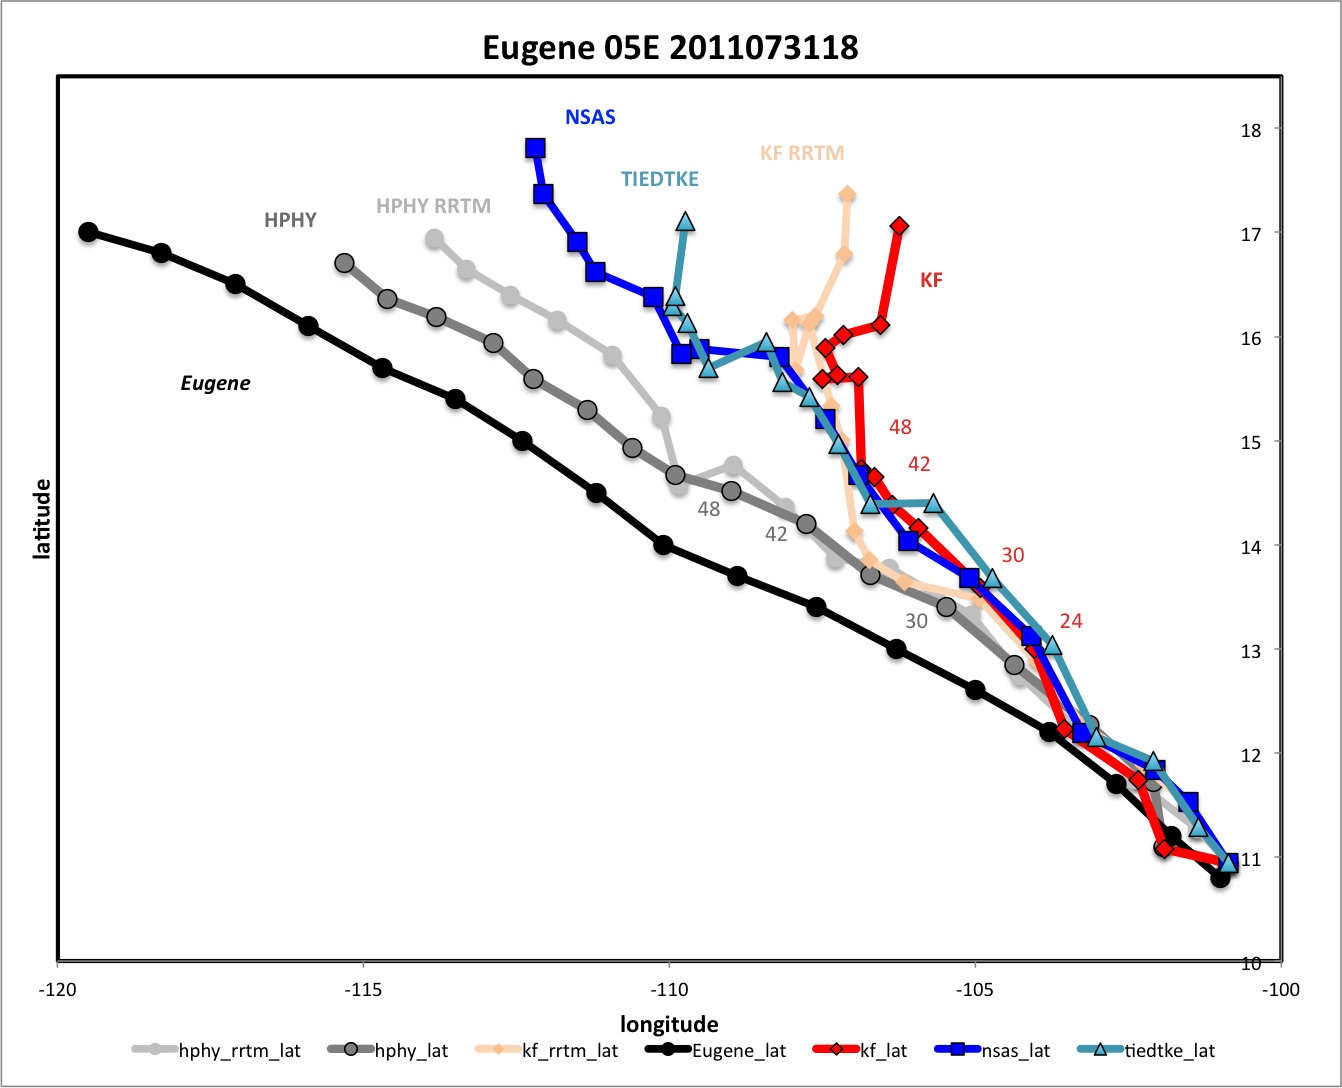 Eugene 05E 2011073118
NSAS
18
KF RRTM
TIEDTKE
HPHY RRTM
HPHY
17
KF
16
Eugene
48
15
42
latitude
48
42
14
30
30
24
13
12
11
10
-120
-115
-110
-105
-100
longitude
hphy_rrtm_lat
hphy_lat
kf_rrtm_lat
Eugene_lat
kf_lat
nsas_lat
tiedtke_lat